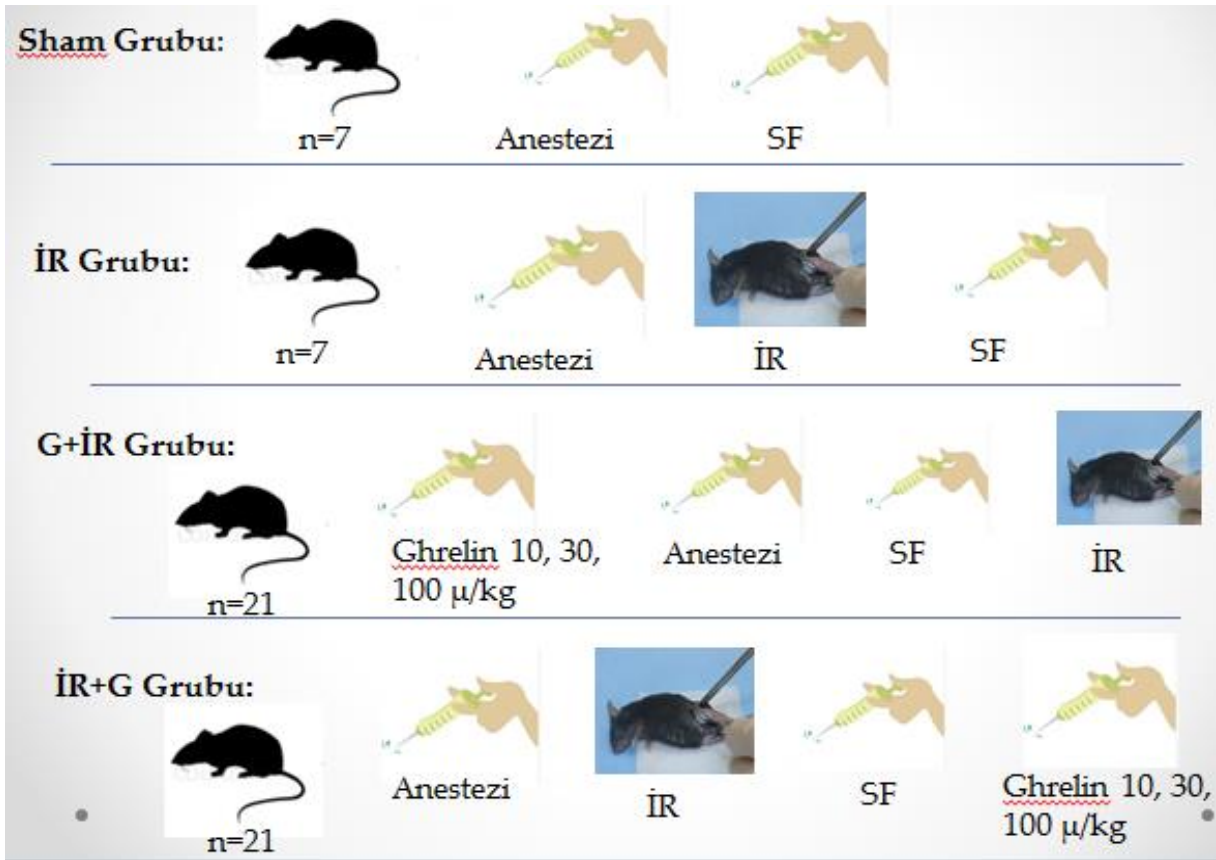 Sham Grubu:
n=7
Anestezi
SF
İR Grubu:
n=7
Anestezi
İR
SF
G+İR Grubu:
n=21
Ghrelin 10, 30,
100 µ/kg
Anestezi
SF
İR
İR+G Grubu:
n=21
Anestezi
İR
SF
Ghrelin 10, 30,
100 µ/kg